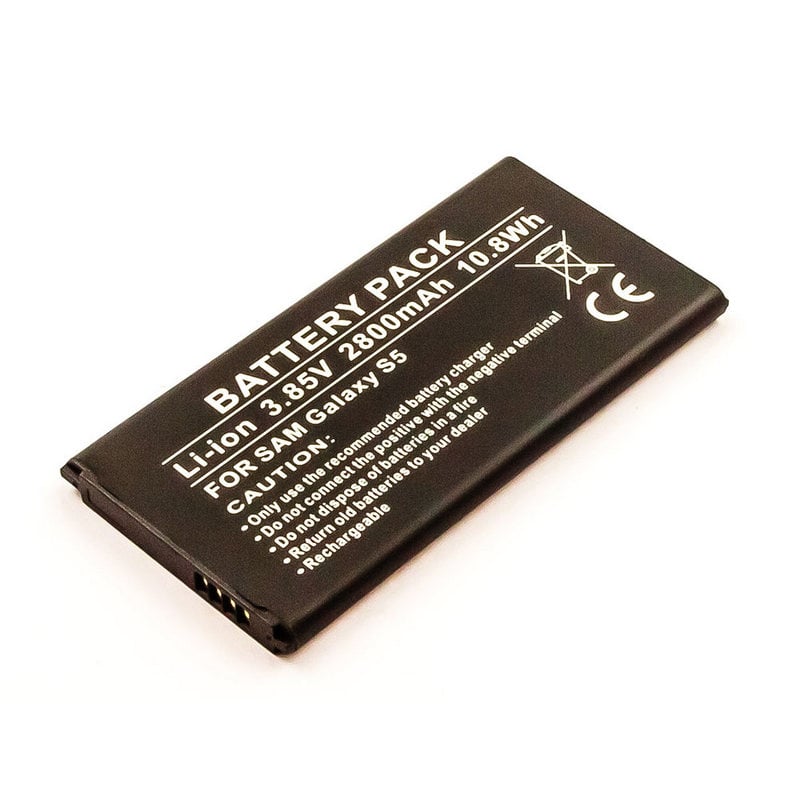 BATTERY PACK
Li-ion 3.85V 2800mAh 10.8Wh
FOR SAM Galaxy S5
CAUTION:
• Only use the recommended battery charger
• Do not connect the positive with the negative terminal
• Do not dispose of batteries in fire
• Return old batteries to your dealer
• Rechargeable
CE